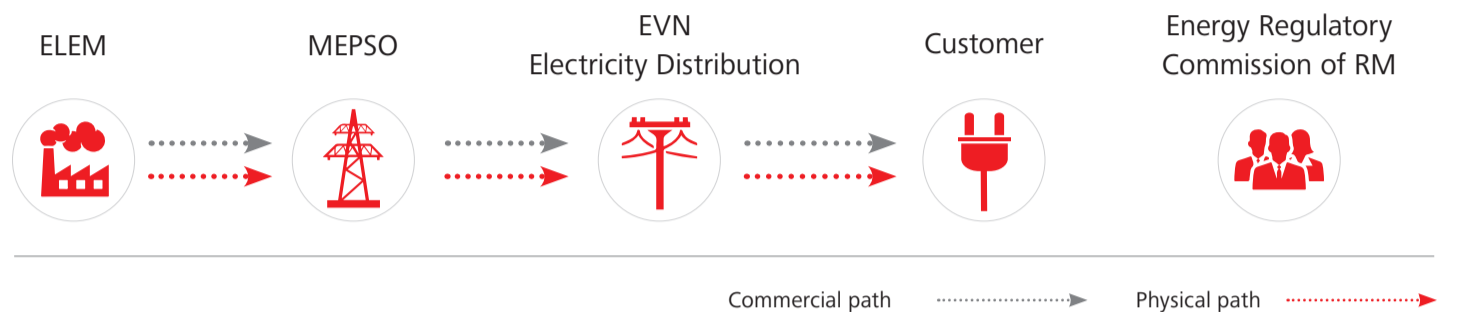 ELEM
MEPSO
EVN
Electricity Distribution
Customer
Energy Regulatory
Commission of RM
Commercial path
Physical path